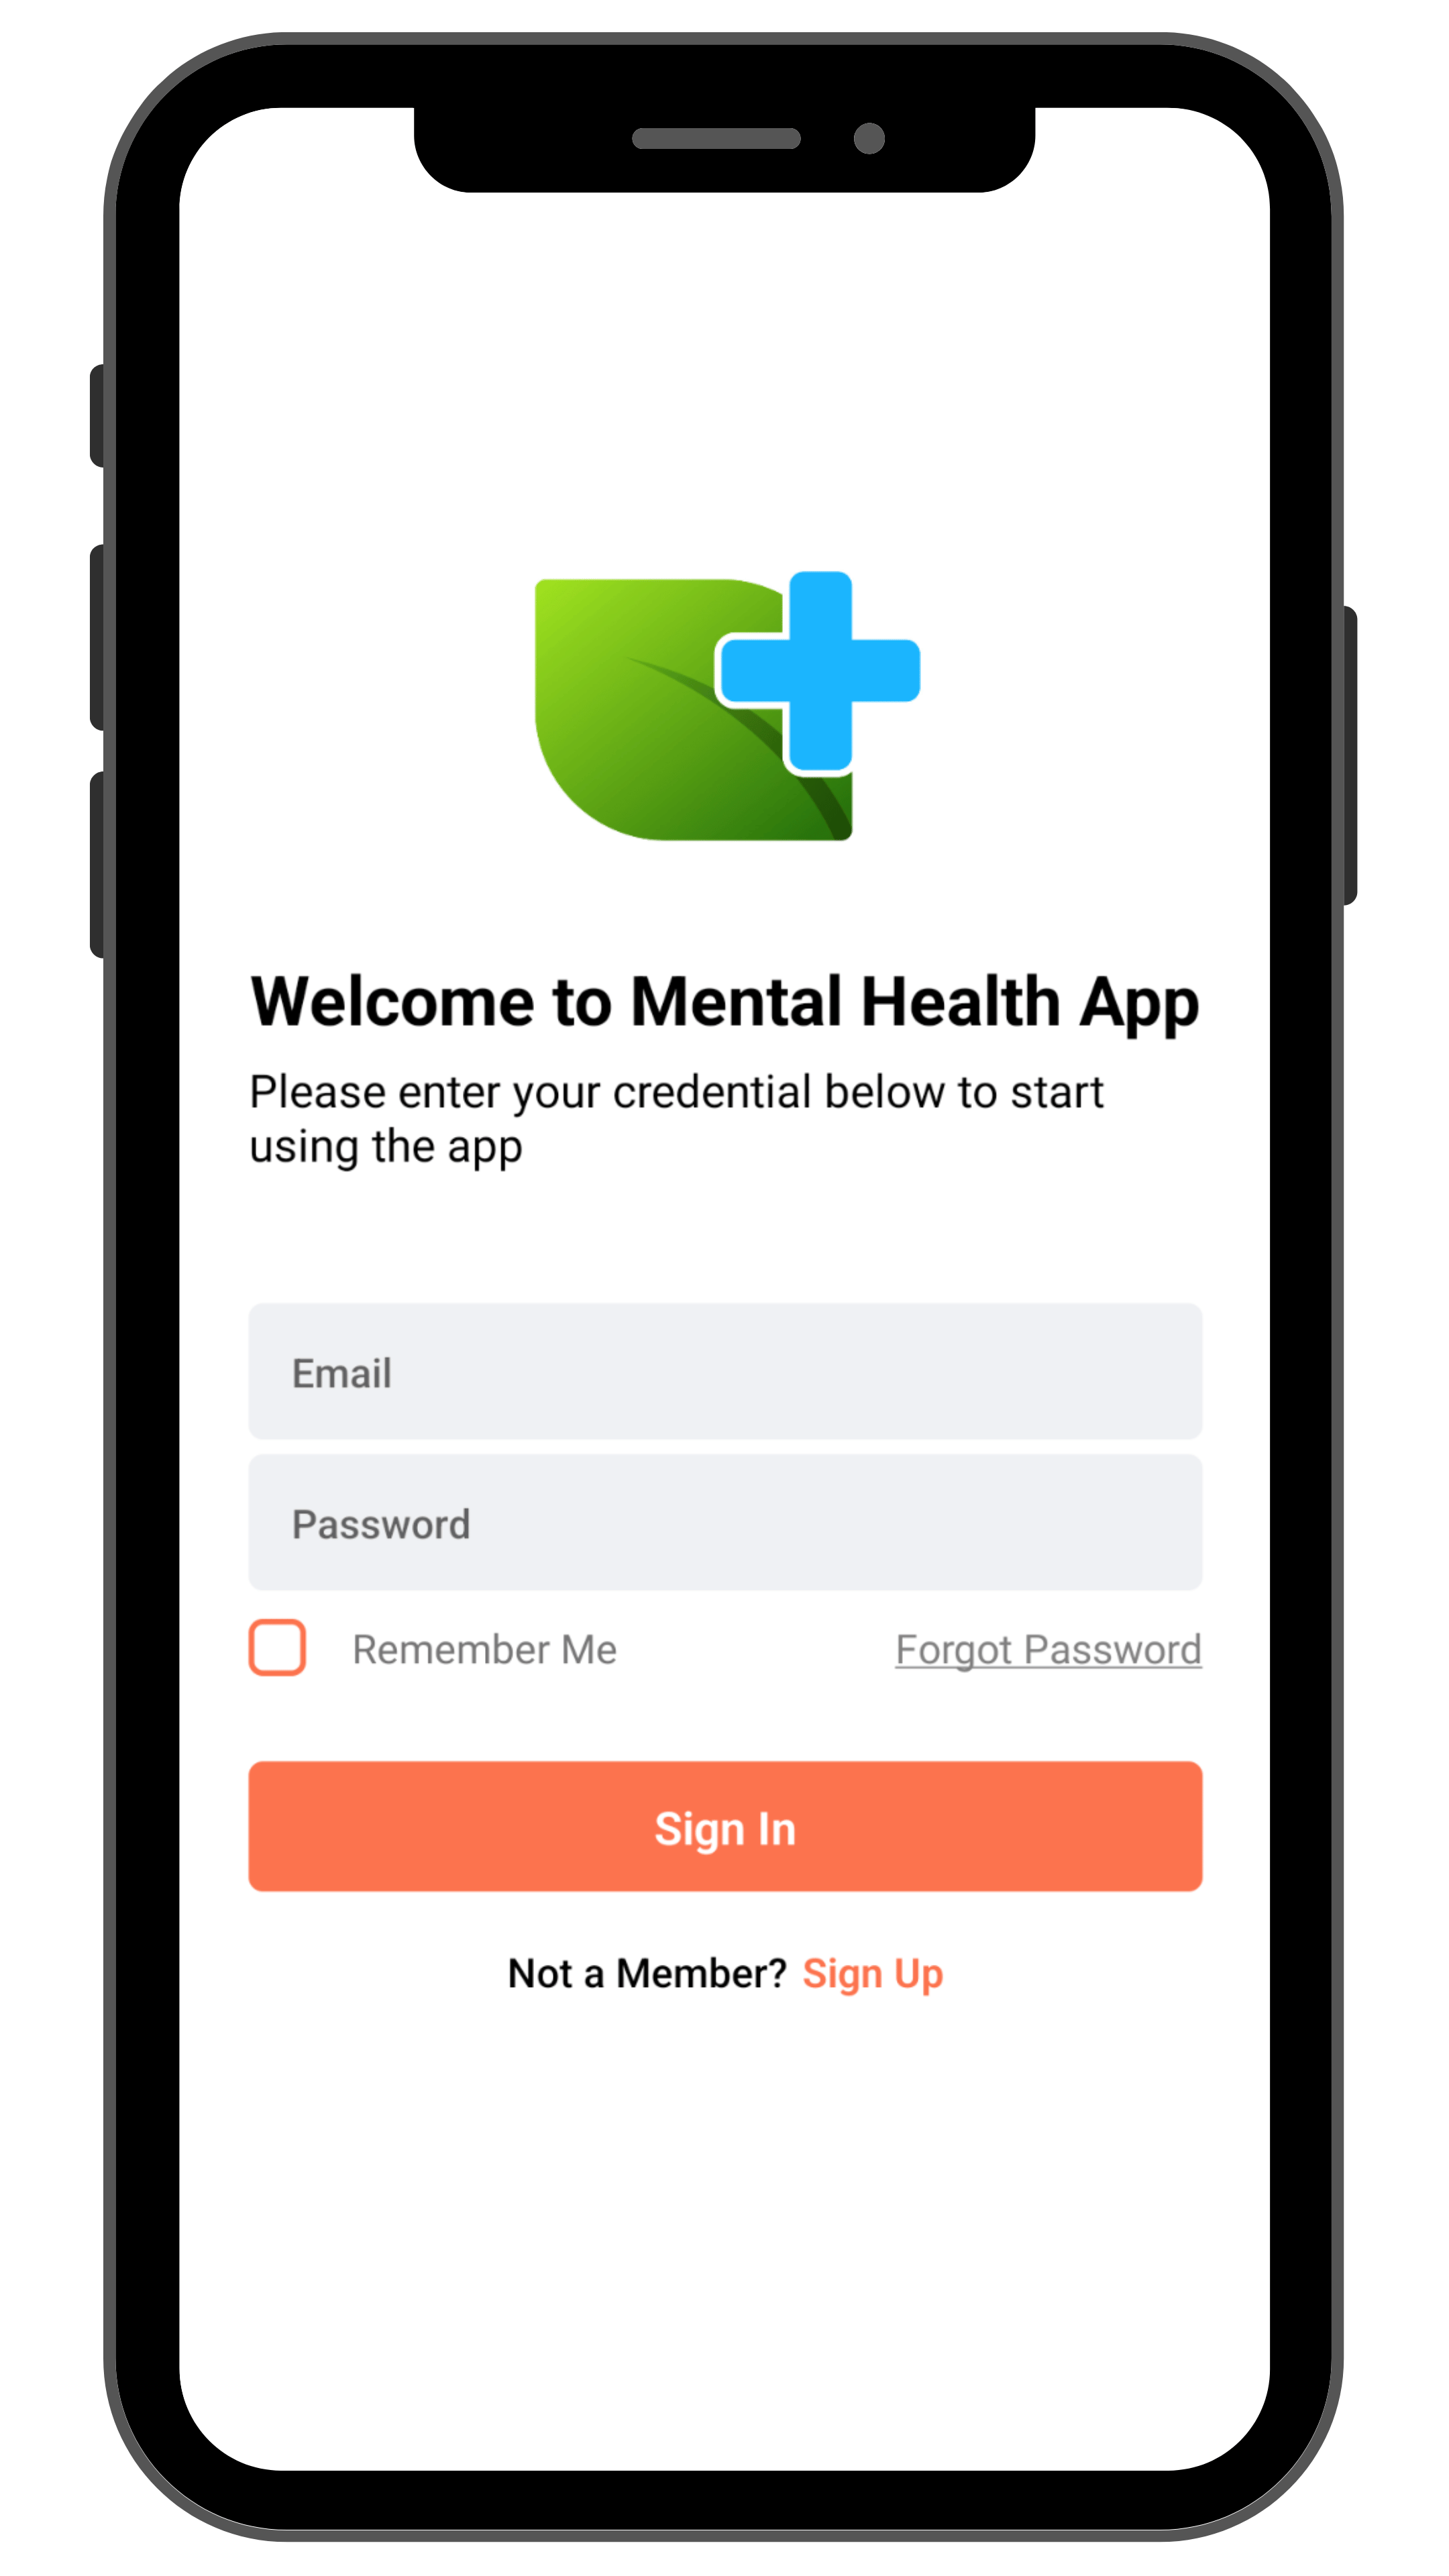 Welcome to Mental Health App
Please enter your credential below to start
using the app
Email
Password
Remember Me Forgot Password
Sign In
Not a Member? Sign Up